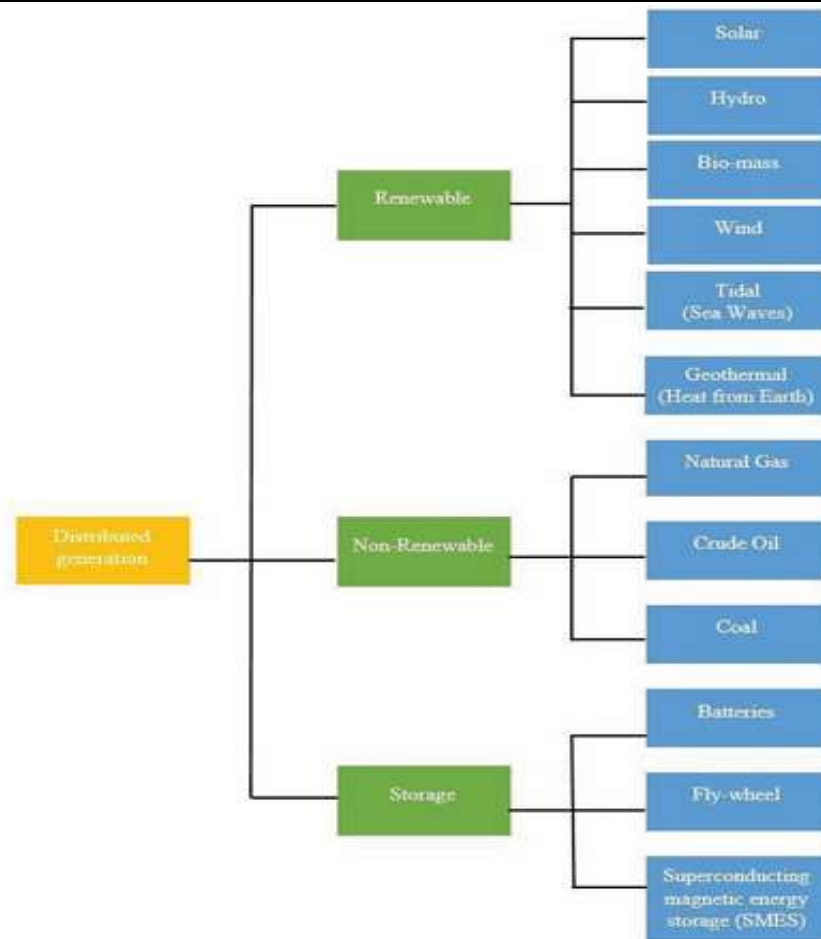 Solar
Hydro
Bio-mass
Renewable
Wind
Tidal
(Sea Waves)
Geothermal
(Heat from Earth)
Natural Gas
Distributed
generation
Non-Renewable
Crude Oil
Coal
Batteries
Storage
Fly-wheel
Superconducting
magnetic energy
storage (SMES)